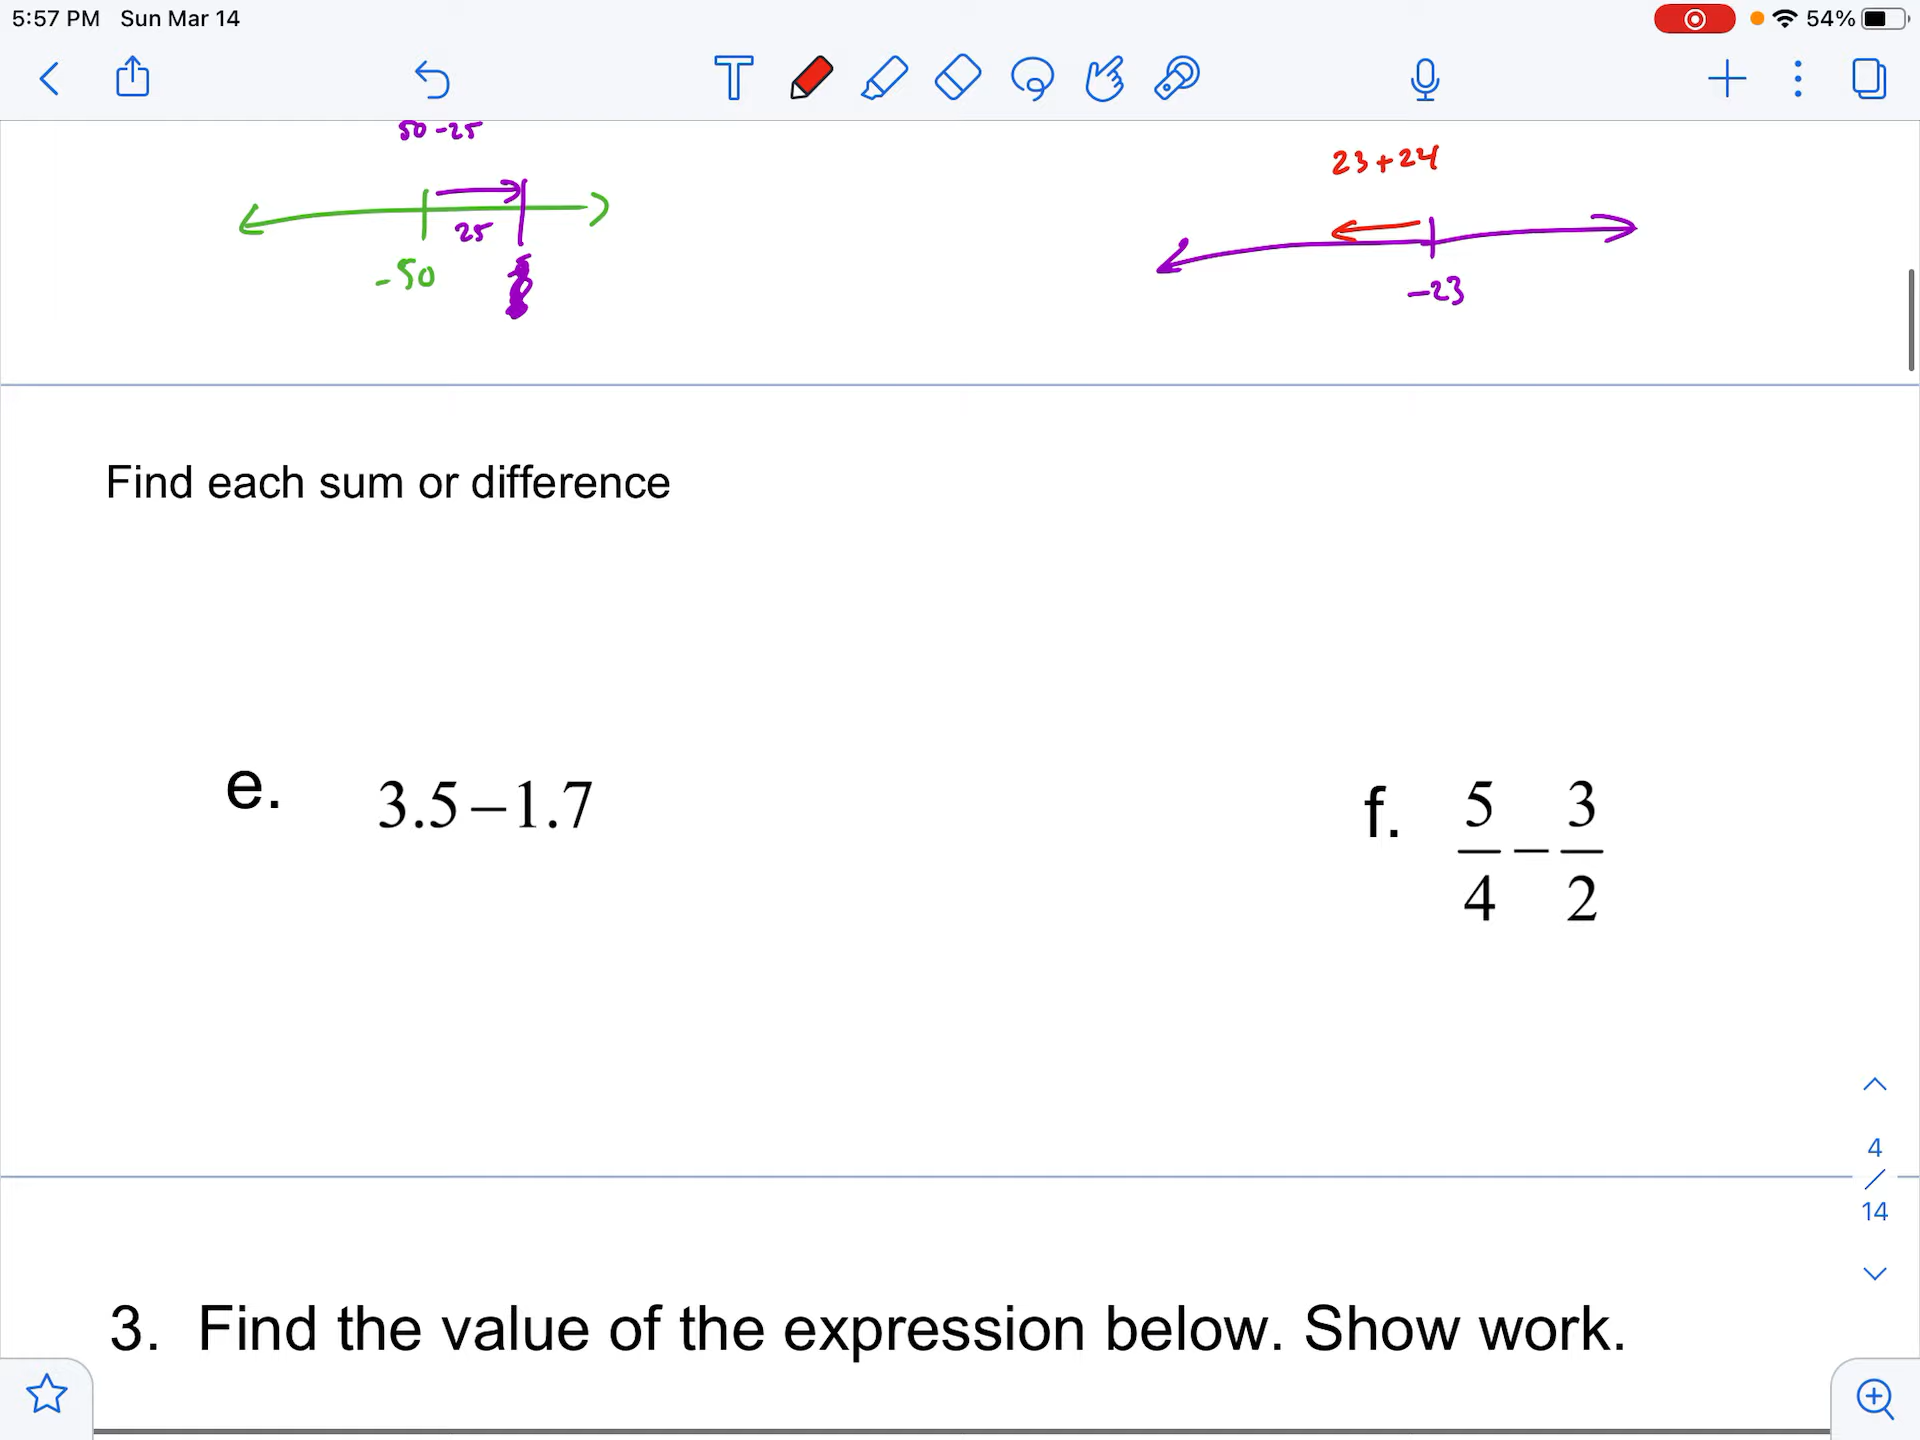 5:57 PM Sun Mar 14
54%
50-25
25
-50
23+24
-23
Find each sum or difference
e. 3.5–1.7
f. 5/4 – 3/2
4
/
14
3. Find the value of the expression below. Show work.